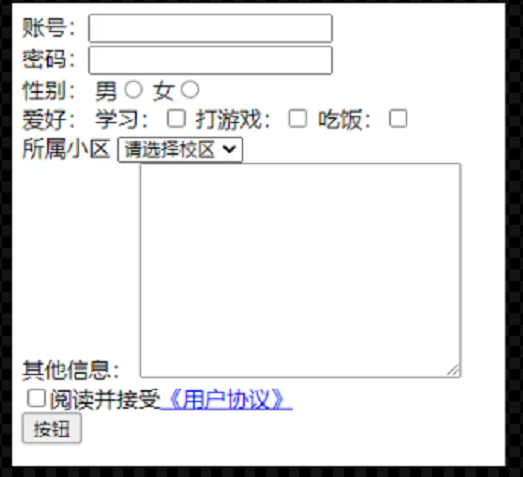 账号：
密码：
性别： 男 女
爱好： 学习： 打游戏： 吃饭：
所属小区 请选择校区
其他信息：
阅读并接受《用户协议》
按钮